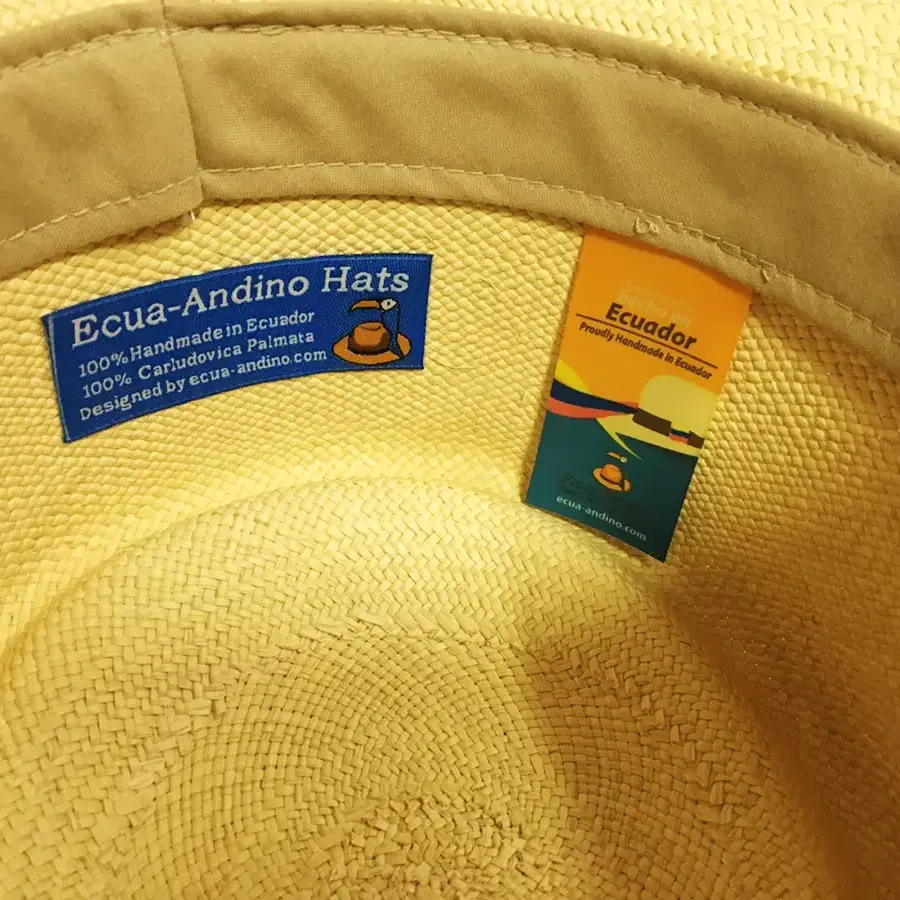 Ecua-Andino Hats
100% Handmade in Ecuador
100% Carludovica Palmata
Designed by ecua-andino.com
Ecuador
Proudly Handmade in Ecuador
ecua-andino.com